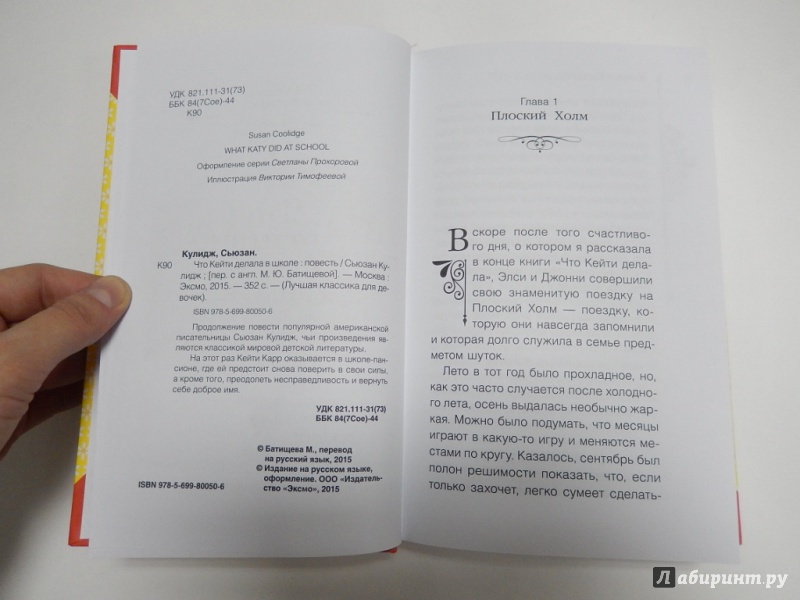 УДК 821.111-31(73)
ББК 84(7Сое)-44
К90
Susan Coolidge
WHAT KATY DID AT SCHOOL
Оформление серии Светланы Прохоровой
Иллюстрация Виктории Тимофеевой
Кулидж, Сьюзан.
К90 Что Кейти делала в школе : повесть / Сьюзан Ку-
лидж ; [пер. с англ. М. Ю. Батищевой]. — Москва :
Эксмо, 2015. — 352 с. — (Лучшая классика для де-
вочек).
ISBN 978-5-699-80050-6
Продолжение повести популярной американской
писательницы Сьюзан Кулидж, чьи произведения яв-
ляются классикой мировой детской литературы.
На этот раз Кейти Карр оказывается в школе-пан-
сионе, где ей предстоит снова поверить в свои силы,
а кроме того, преодолеть несправедливость и вернуть
себе доброе имя.
УДК 821.111-31(73)
ББК 84(7Сое)-44
© Батищева М., перевод
на русский язык, 2015
© Издание на русском языке,
оформление. ООО «Издатель-
ство «Эксмо», 2015
ISBN 978-5-699-80050-6
Глава 1
Плоский Холм
Вскоре после того счастливо-
го дня, о котором я рассказала
в конце книги «Что Кейти дела-
ла», Элси и Джонни совершили
свою знаменитую поездку на
Плоский Холм — поездку, ко-
торую они навсегда запомнили
и которая долго служила в семье пред-
метом шуток.
Лето в тот год было прохладное, но,
как это часто случается после холодно-
го лета, осень выдалась необычно жар-
кая. Можно было подумать, что месяцы
играют в какую-то игру и меняются ме-
стами по кругу. Казалось, сентябрь был
полон решимости показать, что, если
только захочет, легко сумеет сделать-
Лабиринт.ру